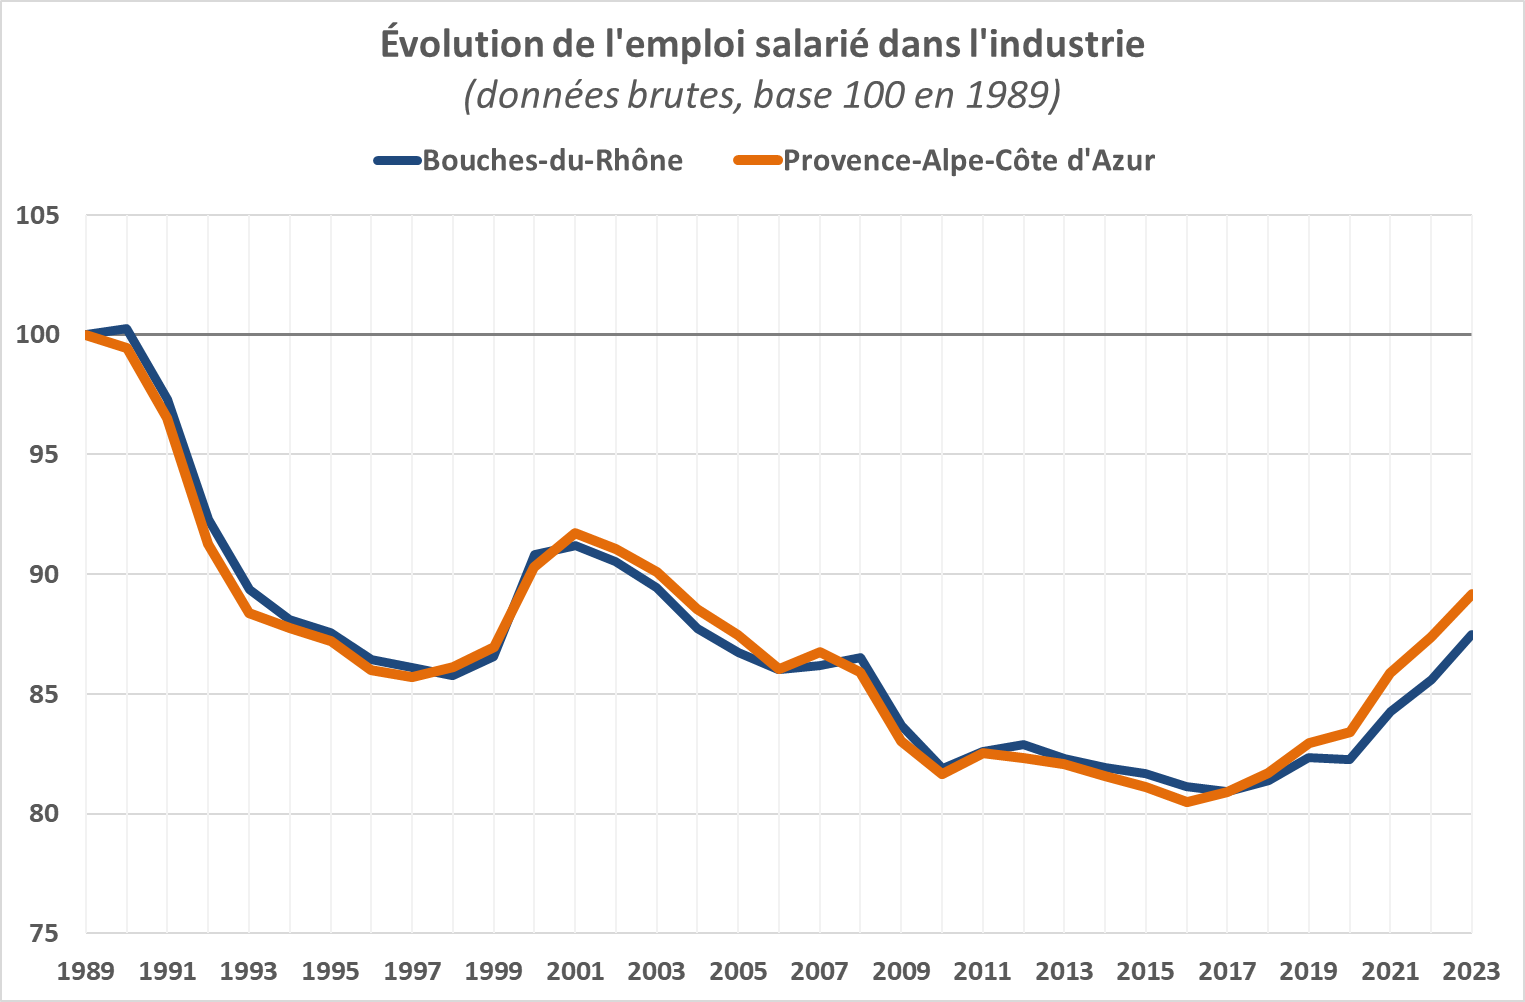 Évolution de l'emploi salarié dans l'industrie
(données brutes, base 100 en 1989)
Bouches-du-Rhône Provence-Alpe-Côte d'Azur
105
100
95
90
85
80
75
1989 1991 1993 1995 1997 1999 2001 2003 2005 2007 2009 2011 2013 2015 2017 2019 2021 2023